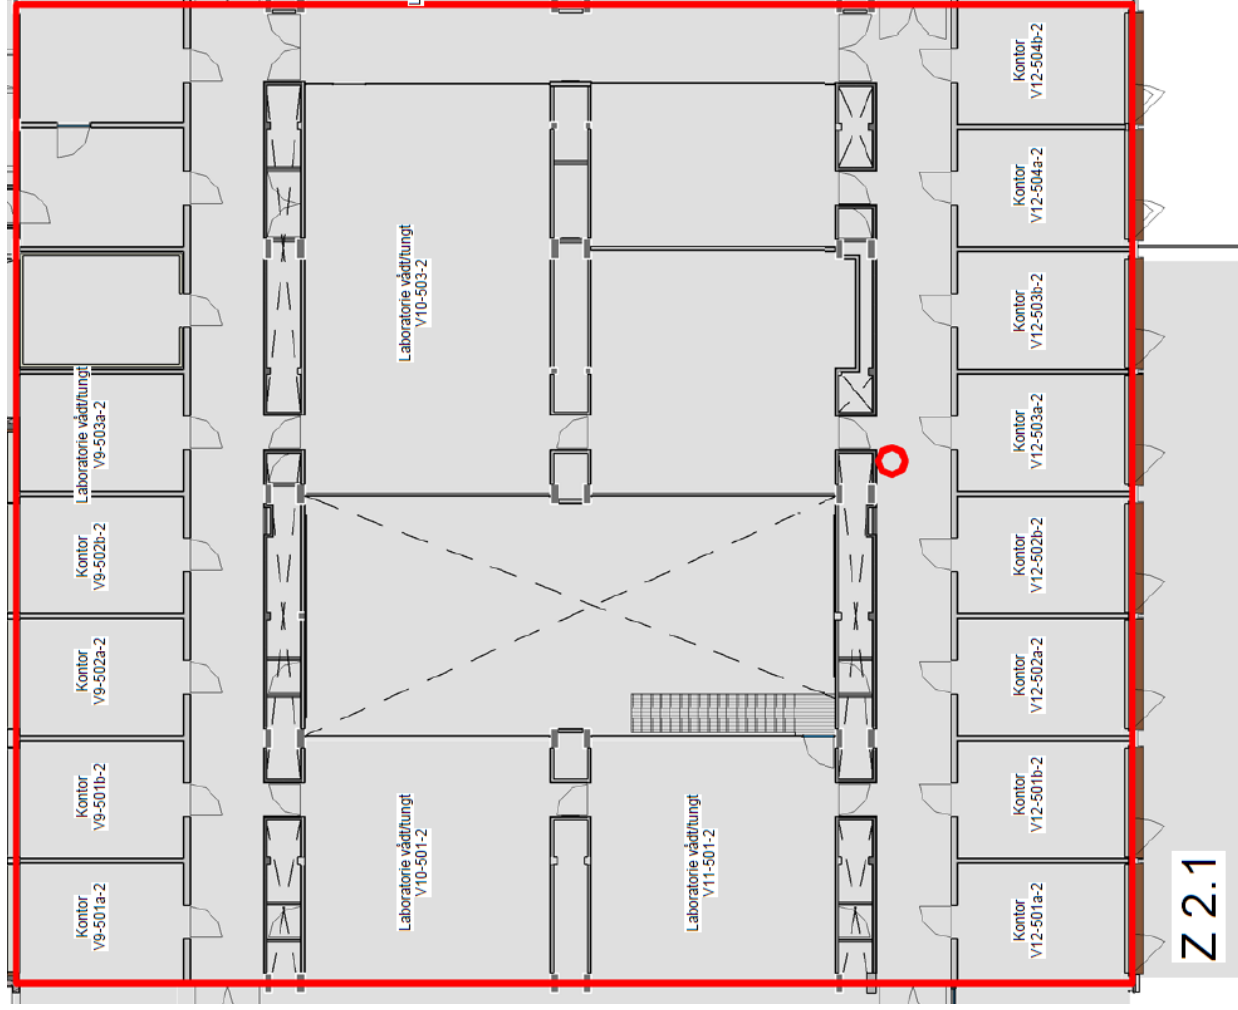 Kontor
V12-504b-2
Kontor
V12-504a-2
Laboratorie vådt/tungt
V10-503-2
Kontor
V12-503b-2
Laboratorie vådt/tungt
V9-503a-2
Kontor
V12-503a-2
Kontor
V9-502b-2
Kontor
V12-502b-2
Kontor
V9-502a-2
Kontor
V12-502a-2
Kontor
V9-501b-2
Kontor
V12-501b-2
Kontor
V9-501a-2
Laboratorie vådt/tungt
V10-501-2
Laboratorie vådt/tungt
V11-501-2
Kontor
V12-501a-2
Z 2.1